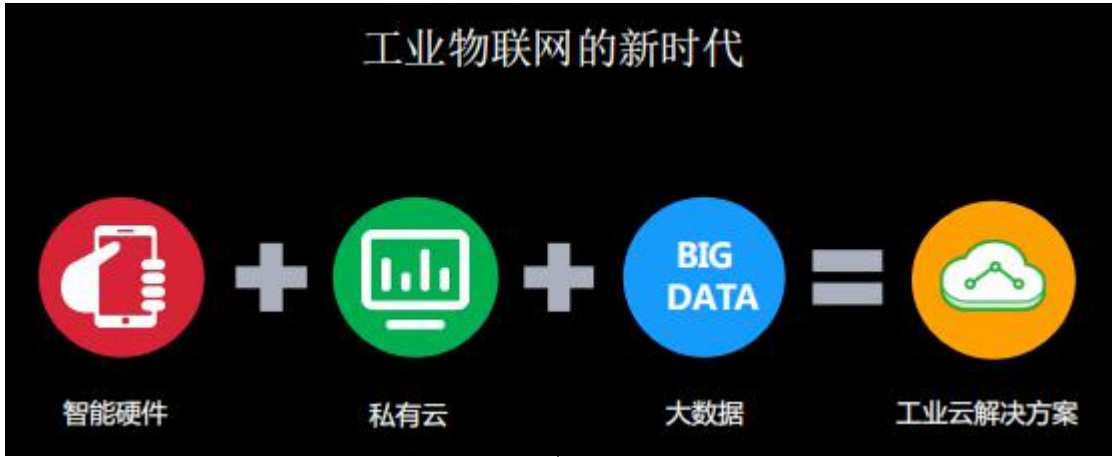 工业物联网的新时代
BIG
DATA
智能硬件
私有云
大数据
工业云解决方案